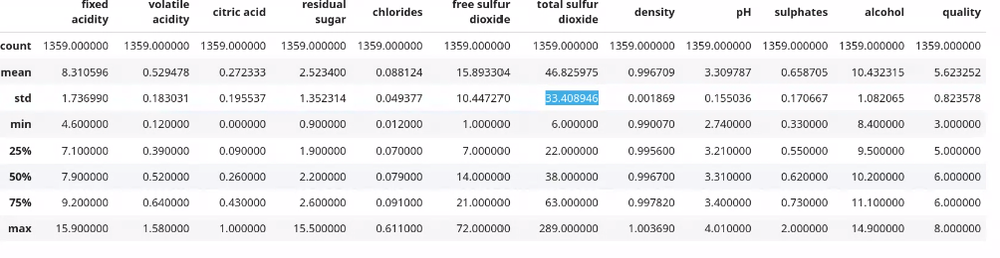 fixed acidity volatile acidity citric acid residual sugar chlorides free sulfur dioxide total sulfur dioxide density pH sulphates alcohol quality
count 1359.000000 1359.000000 1359.000000 1359.000000 1359.000000 1359.000000 1359.000000 1359.000000 1359.000000 1359.000000 1359.000000 1359.000000
mean 8.310596 0.529478 0.272333 2.523400 0.088124 15.893304 46.825975 0.996709 3.309787 0.658705 10.432315 5.623252
std 1.736990 0.183031 0.195537 1.352314 0.049377 10.447270 33.408946 0.001869 0.155036 0.170667 1.082065 0.823578
min 4.600000 0.120000 0.000000 0.900000 0.012000 1.000000 6.000000 0.990070 2.740000 0.330000 8.400000 3.000000
25% 7.100000 0.390000 0.090000 1.900000 0.070000 7.000000 22.000000 0.995600 3.210000 0.550000 9.500000 5.000000
50% 7.900000 0.520000 0.260000 2.200000 0.079000 14.000000 38.000000 0.996700 3.310000 0.620000 10.200000 6.000000
75% 9.200000 0.640000 0.430000 2.600000 0.091000 21.000000 63.000000 0.997820 3.400000 0.730000 11.100000 6.000000
max 15.900000 1.580000 1.000000 15.500000 0.611000 72.000000 289.000000 1.003690 4.010000 2.000000 14.900000 8.000000